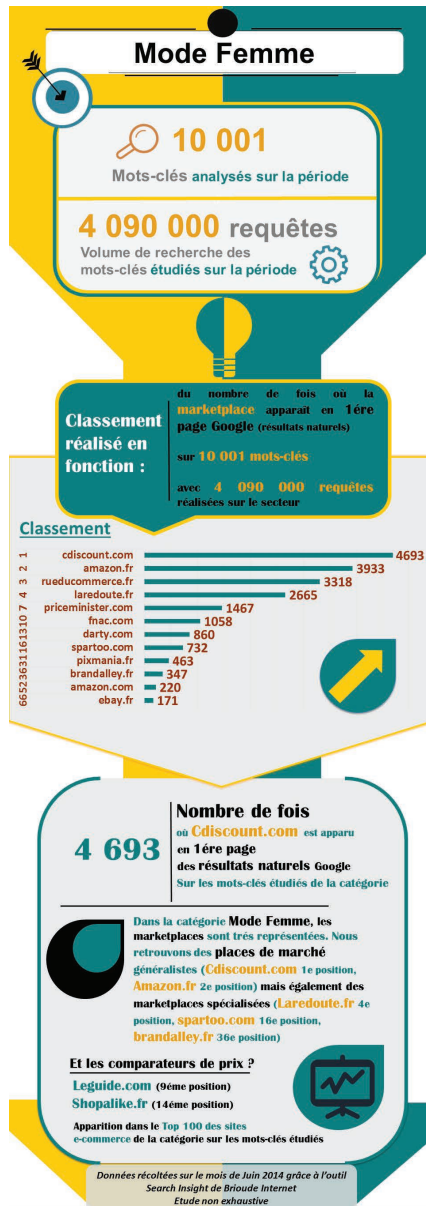 Mode Femme
10 001
Mots-clés analysés sur la période
4 090 000 requêtes
Volume de recherche des
mots-clés étudiés sur la période
Classement
réalisé en
fonction :
du nombre de fois où la
marketplace apparait en 1ére
page Google (résultats naturels)
sur 10 001 mots-clés
avec 4 090 000 requêtes
réalisées sur le secteur
Classement
1 cdiscount.com 4693
2 amazon.fr 3933
3 rueducommerce.fr 3318
4 laredoute.fr 2665
7 priceminister.com 1467
10 fnac.com 1058
13 darty.com 860
16 spartoo.com 732
31 pixmania.fr 463
36 brandalley.fr 347
52 amazon.com 220
66 ebay.fr 171
4 693
Nombre de fois
où Cdiscount.com est apparu
en 1ére page
des résultats naturels Google
Sur les mots-clés étudiés de la catégorie
Dans la catégorie Mode Femme, les
marketplaces sont trés représentées. Nous
retrouvons des places de marché
généralistes (Cdiscount.com 1e position,
Amazon.fr 2e position) mais également des
marketplaces spécialisées (Laredoute.fr 4e
position, spartoo.com 16e position,
brandalley.fr 36e position)
Et les comparateurs de prix ?
Leguide.com (9éme position)
Shopalike.fr (14éme position)
Apparition dans le Top 100 des sites
e-commerce de la catégorie sur les mots-clés étudiés
Données récoltées sur le mois de Juin 2014 grâce à l'outil
Search Insight de Brioude Internet
Etude non exhaustive